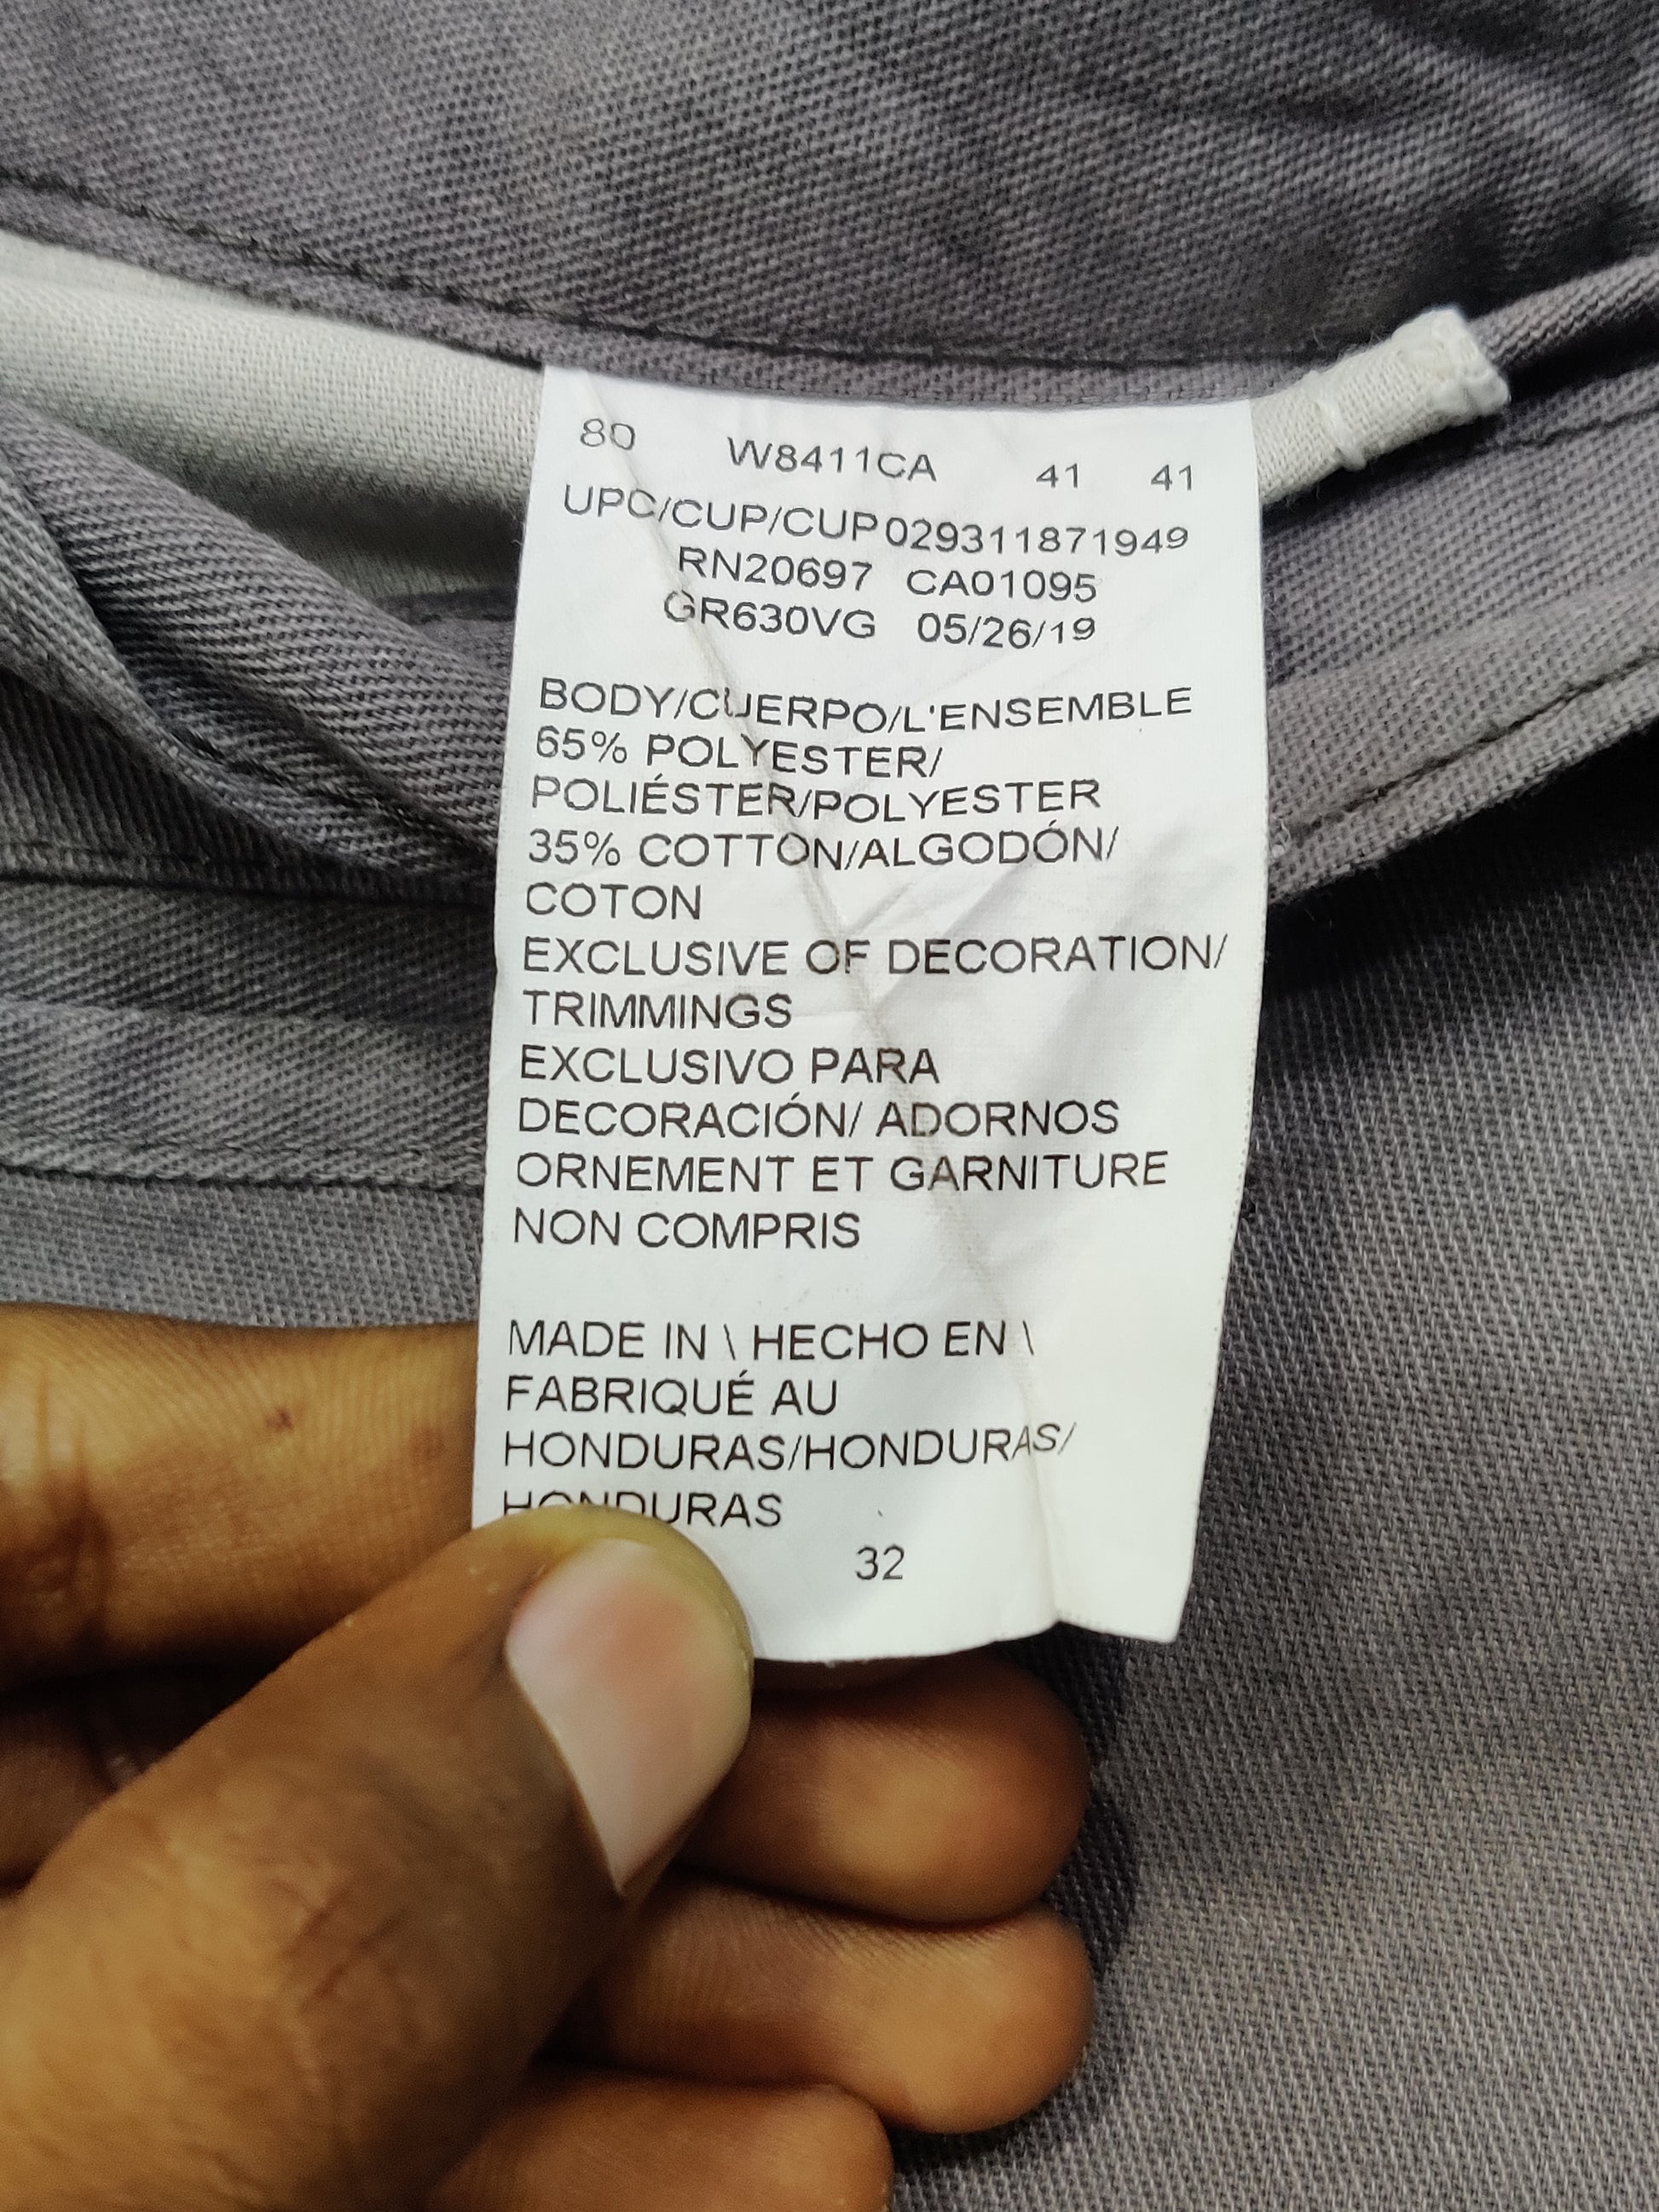 80 W8411CA 41 41
UPC/CUP/CUP029311871949
RN20697 CA01095
GR630VG 05/26/19
BODY/CUERPO/L'ENSEMBLE
65% POLYESTER/
POLIÉSTER/POLYESTER
35% COTTON/ALGODÓN/
COTON
EXCLUSIVE OF DECORATION/
TRIMMINGS
EXCLUSIVO PARA
DECORACIÓN/ ADORNOS
ORNEMENT ET GARNITURE
NON COMPRIS
MADE IN \ HECHO EN \
FABRIQUÉ AU
HONDURAS/HONDURAS/
HONDURAS
32